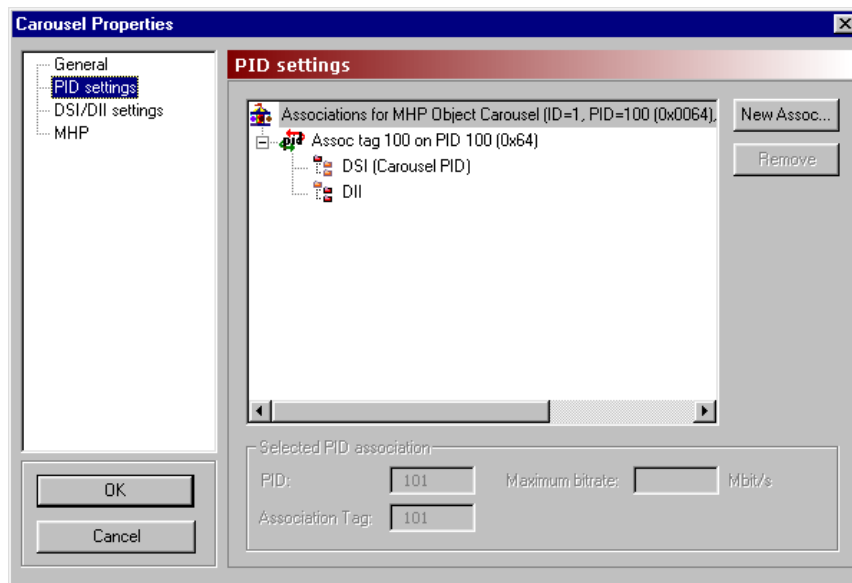 Carousel Properties
General
PID settings
DSI/DII settings
MHP
OK
Cancel
PID settings
Associations for MHP Object Carousel (ID=1, PID=100 (0x0064),
Assoc tag 100 on PID 100 (0x64)
DSI (Carousel PID)
DII
New Assoc...
Remove
Selected PID association
PID: 101 Maximum bitrate: Mbit/s
Association Tag: 101